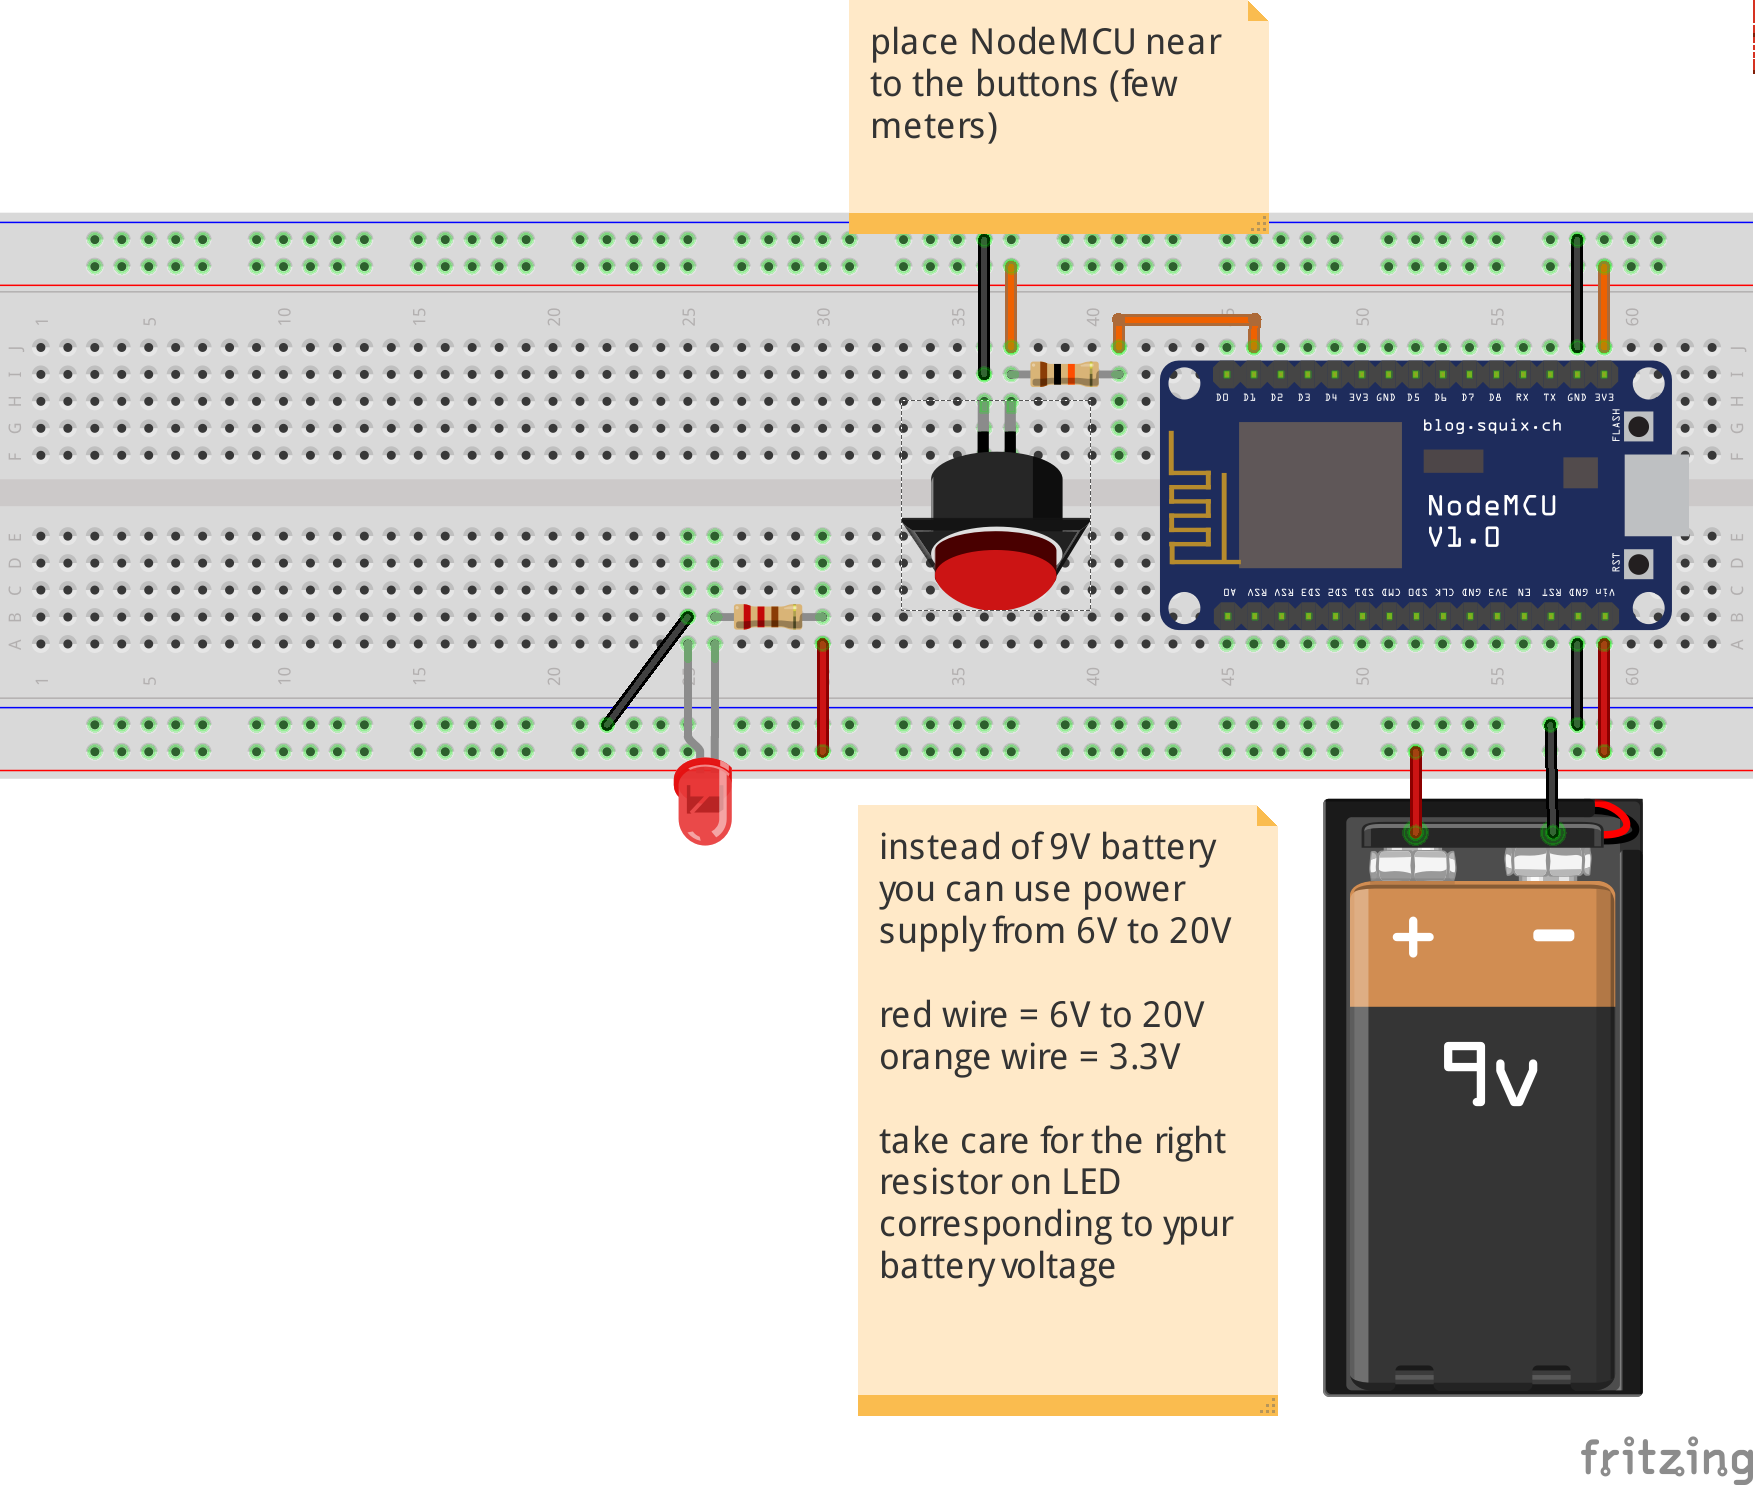 place NodeMCU near
to the buttons (few
meters)
1 5 10 15 20 25 30 35 40 50 55 60
J J
I I
H H
G G
F F
D0 D1 D2 D3 D4 3V3 GND D5 D6 D7 D8 RX TX GND 3V3
FLASH
blog.squix.ch
NodeMCU
V1.0
RST
A0 RSV RSV SD3 SD2 SD1 CMD SD0 CLK GND 3V3 EN RST GND Vin
E E
D D
C C
B B
A A
1 5 10 15 20 25 35 40 45 50 55 60
instead of 9V battery
you can use power
supply from 6V to 20V
red wire = 6V to 20V
orange wire = 3.3V
take care for the right
resistor on LED
corresponding to ypur
battery voltage
+ −
9V
fritzing